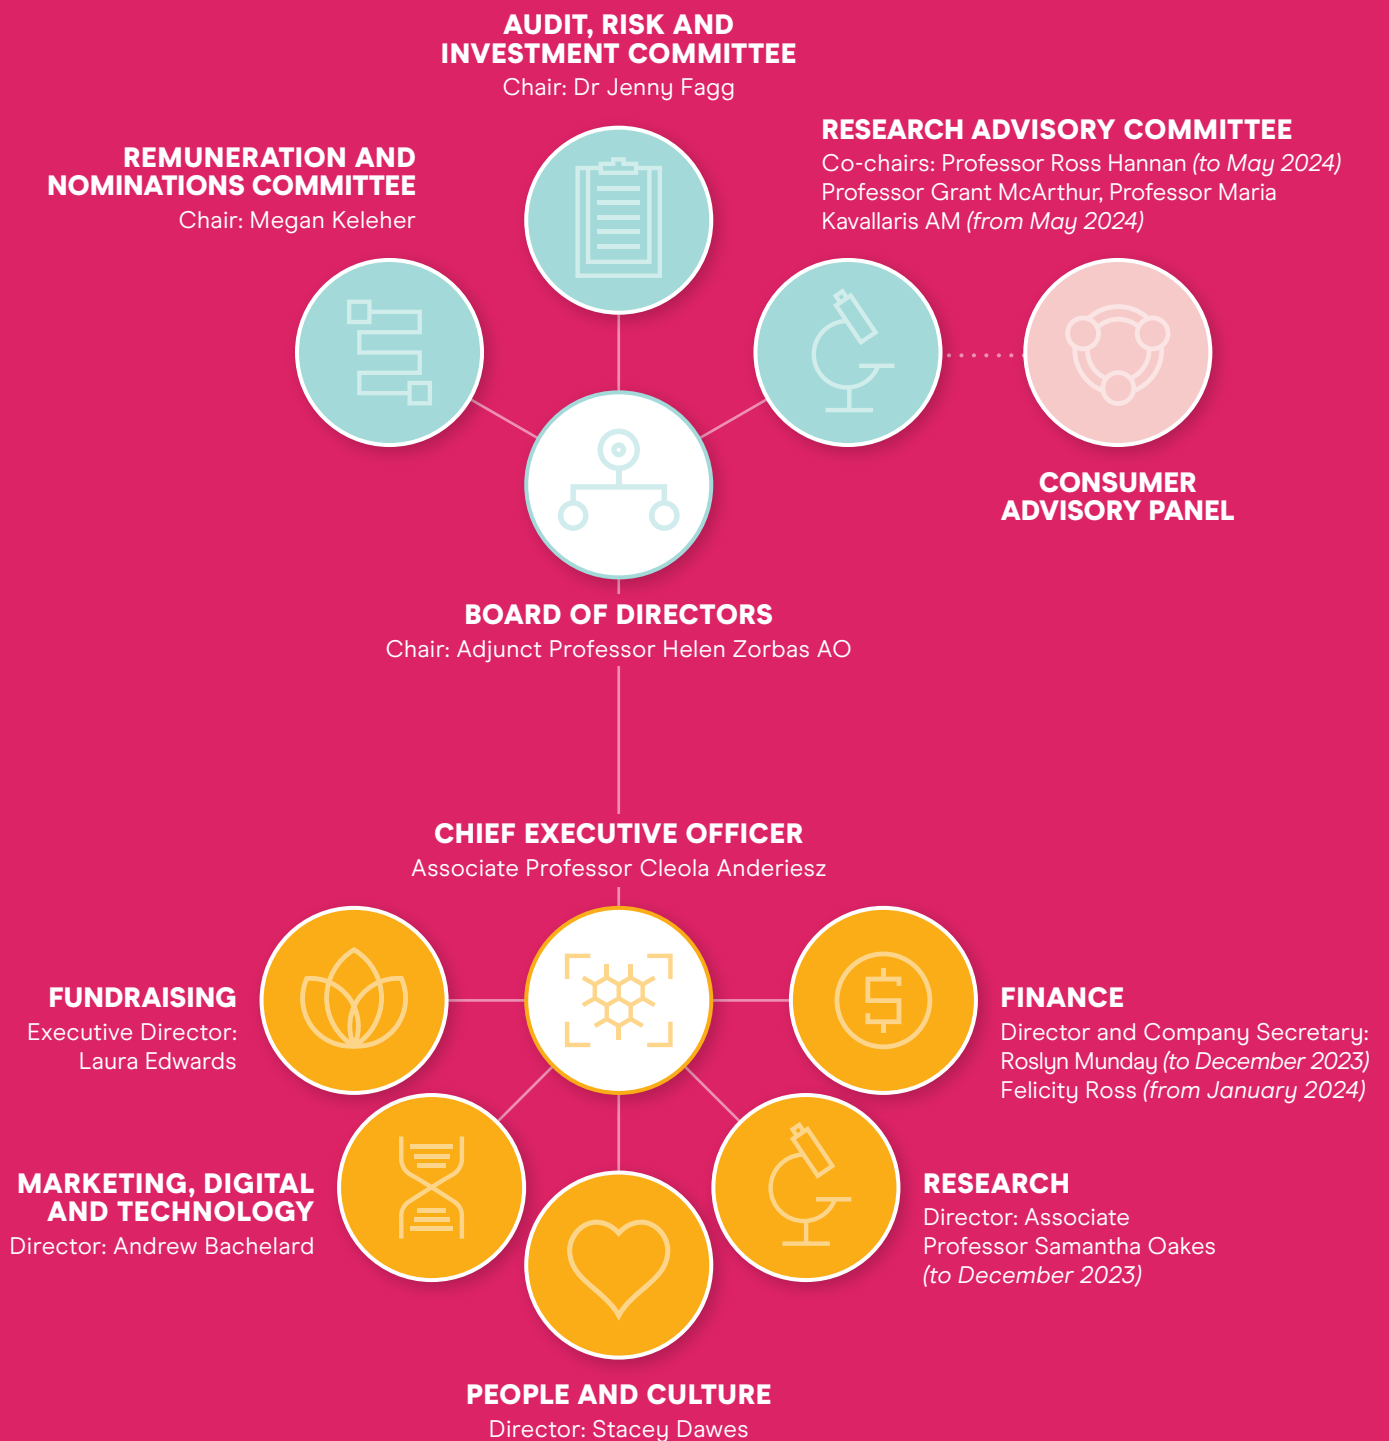 AUDIT, RISK AND
INVESTMENT COMMITTEE
Chair: Dr Jenny Fagg
REMUNERATION AND
NOMINATIONS COMMITTEE
Chair: Megan Keleher
RESEARCH ADVISORY COMMITTEE
Co-chairs: Professor Ross Hannan (to May 2024)
Professor Grant McArthur, Professor Maria
Kavallaris AM (from May 2024)
CONSUMER
ADVISORY PANEL
BOARD OF DIRECTORS
Chair: Adjunct Professor Helen Zorbas AO
CHIEF EXECUTIVE OFFICER
Associate Professor Cleola Anderiesz
FUNDRAISING
Executive Director:
Laura Edwards
FINANCE
Director and Company Secretary:
Roslyn Munday (to December 2023)
Felicity Ross (from January 2024)
MARKETING, DIGITAL
AND TECHNOLOGY
Director: Andrew Bachelard
RESEARCH
Director: Associate
Professor Samantha Oakes
(to December 2023)
PEOPLE AND CULTURE
Director: Stacey Dawes